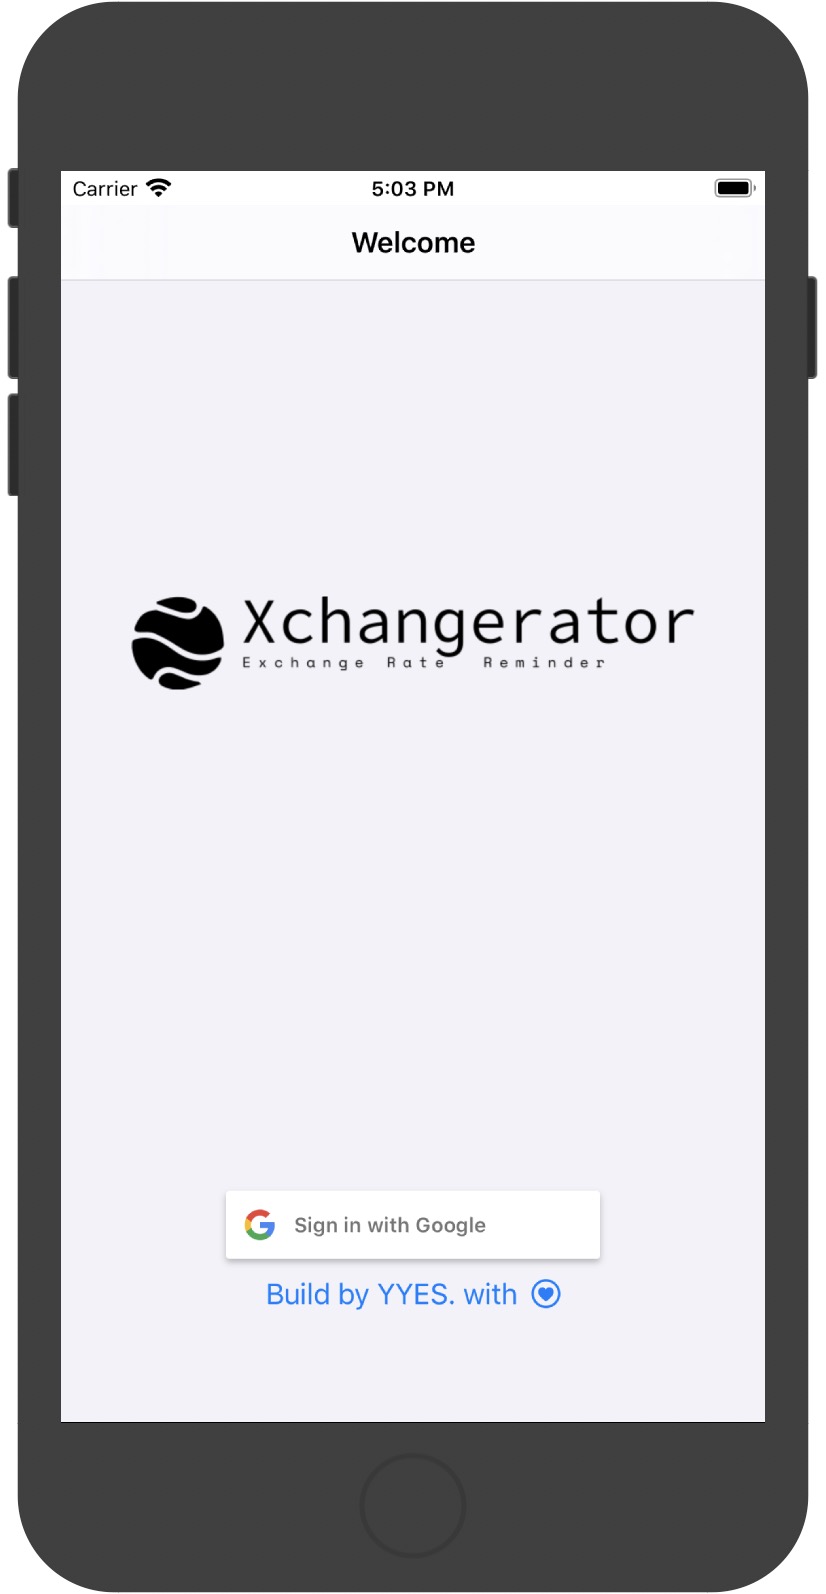 Carrier 5:03 PM
Welcome
Xchangerator
Exchange Rate Reminder
Sign in with Google
Build by YYES. with